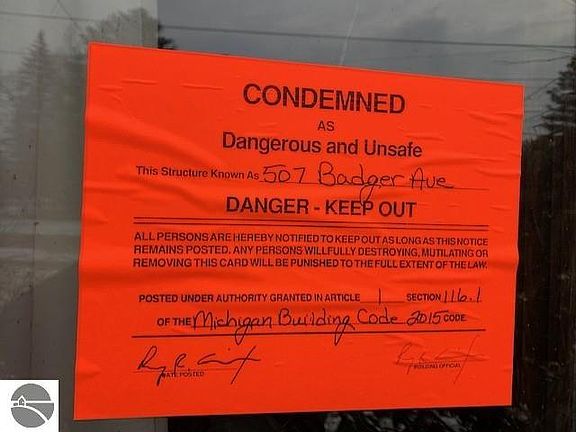 CONDEMNED
AS
Dangerous and Unsafe
This Structure Known As 507 Badger Ave
DANGER - KEEP OUT
ALL PERSONS ARE HEREBY NOTIFIED TO KEEP OUT AS LONG AS THIS NOTICE
REMAINS POSTED. ANY PERSONS WILLFULLY DESTROYING, MUTILATING OR
REMOVING THIS CARD WILL BE PUNISHED TO THE FULL EXTENT OF THE LAW.
POSTED UNDER AUTHORITY GRANTED IN ARTICLE 1 SECTION 116.1
OF THE Michigan Building Code 2015 CODE
DATE POSTED BUILDING OFFICIAL